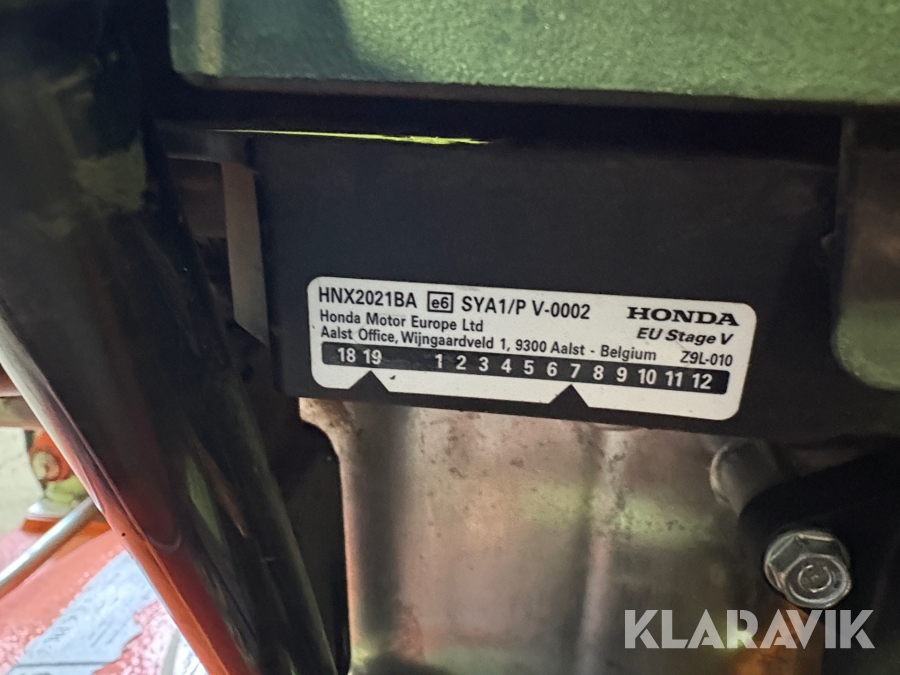 HNX2021BA e6 SYA1/P V-0002 HONDA
Honda Motor Europe Ltd EU Stage V
Aalst Office, Wijngaardveld 1, 9300 Aalst - Belgium Z9L-010
18 19 1 2 3 4 5 6 7 8 9 10 11 12
KLARAVIK